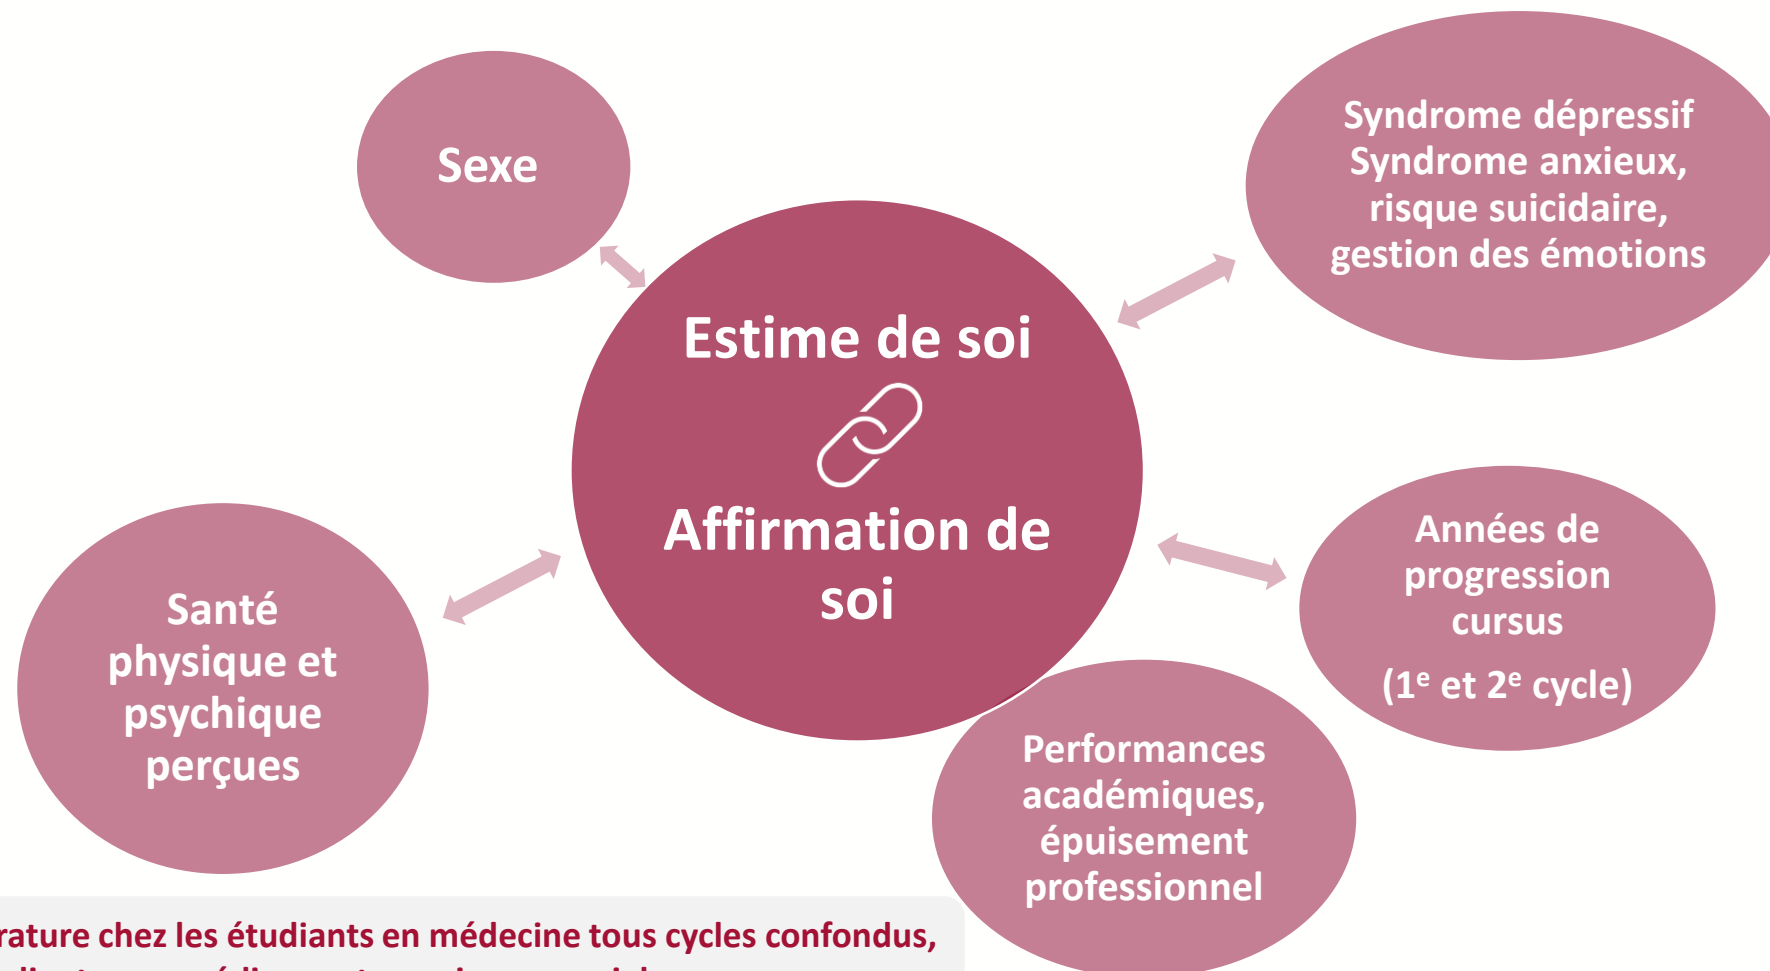 Sexe
Syndrome dépressif
Syndrome anxieux,
risque suicidaire,
gestion des émotions
Estime de soi
Affirmation de
soi
Santé
physique et
psychique
perçues
Années de
progression
cursus
(1e et 2e cycle)
Performances
académiques,
épuisement
professionnel
chez les étudiants en médecine tous cycles confondus,